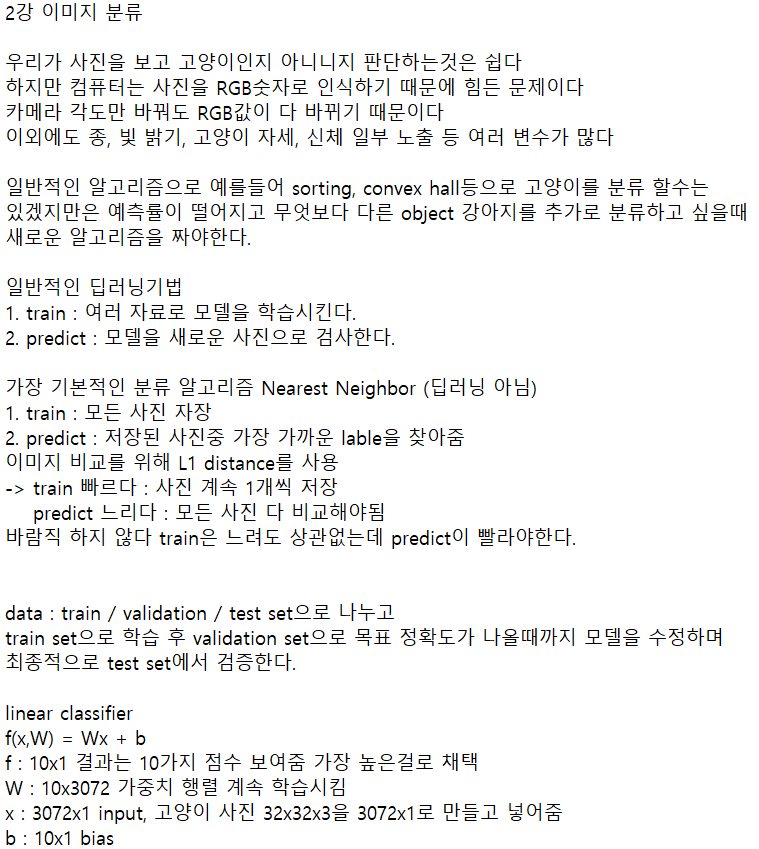 2강 이미지 분류
우리가 사진을 보고 고양이인지 아니니지 판단하는것은 쉽다
하지만 컴퓨터는 사진을 RGB숫자로 인식하기 때문에 힘든 문제이다
카메라 각도만 바꿔도 RGB값이 다 바뀌기 때문이다
이외에도 종, 빛 밝기, 고양이 자세, 신체 일부 노출 등 여러 변수가 많다
일반적인 알고리즘으로 예를들어 sorting, convex hall등으로 고양이를 분류 할수는
있겠지만은 예측률이 떨어지고 무엇보다 다른 object 강아지를 추가로 분류하고 싶을때
새로운 알고리즘을 짜야한다.
일반적인 딥러닝기법
1. train : 여러 자료로 모델을 학습시킨다.
2. predict : 모델을 새로운 사진으로 검사한다.
가장 기본적인 분류 알고리즘 Nearest Neighbor (딥러닝 아님)
1. train : 모든 사진 자장
2. predict : 저장된 사진중 가장 가까운 lable을 찾아줌
이미지 비교를 위해 L1 distance를 사용
-> train 빠르다 : 사진 계속 1개씩 저장
predict 느리다 : 모든 사진 다 비교해야됨
바람직 하지 않다 train은 느려도 상관없는데 predict이 빨라야한다.
data : train / validation / test set으로 나누고
train set으로 학습 후 validation set으로 목표 정확도가 나올때까지 모델을 수정하며
최종적으로 test set에서 검증한다.
linear classifier
f(x,W) = Wx + b
f : 10x1 결과는 10가지 점수 보여줌 가장 높은걸로 채택
W : 10x3072 가중치 행렬 계속 학습시킴
x : 3072x1 input, 고양이 사진 32x32x3을 3072x1로 만들고 넣어줌
b : 10x1 bias